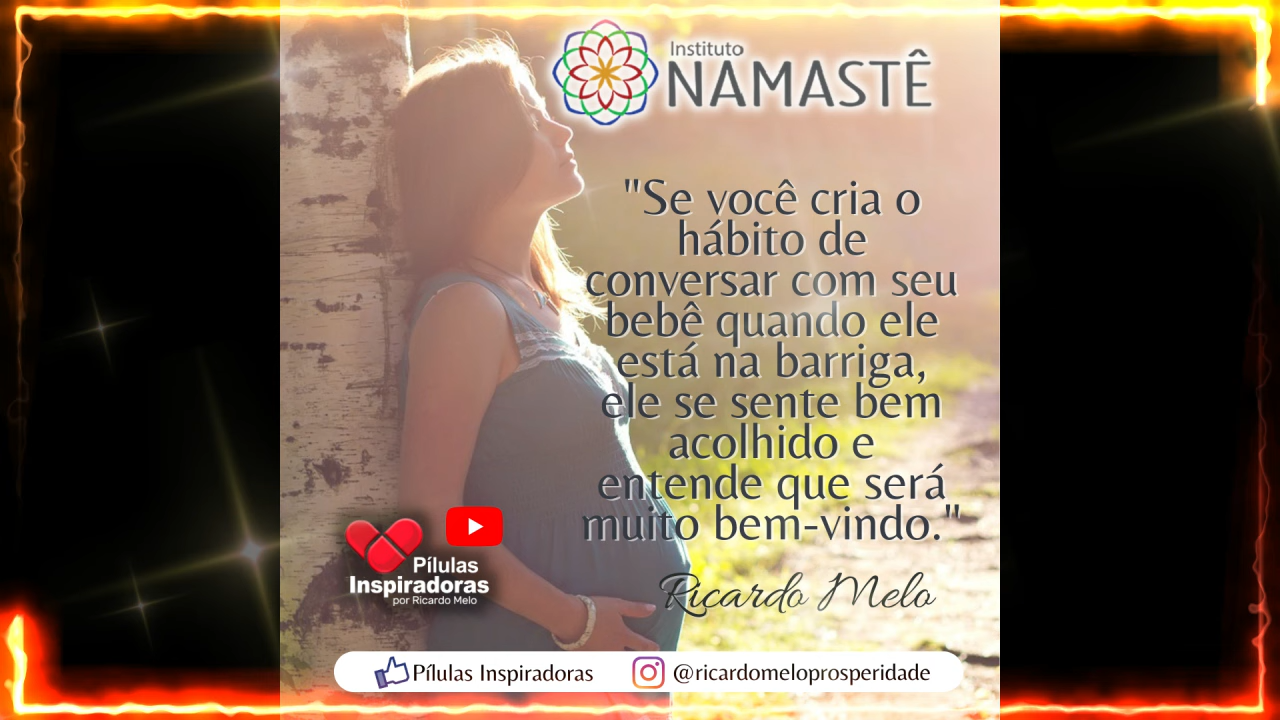 Instituto
NAMASTÊ
"Se você cria o
hábito de
conversar com seu
bebê quando ele
está na barriga,
ele se sente bem
acolhido e
entende que será
muito bem-vindo."
Ricardo Melo
Pílulas
Inspiradoras
por Ricardo Melo
Pílulas Inspiradoras
@ricardomeloprosperidade